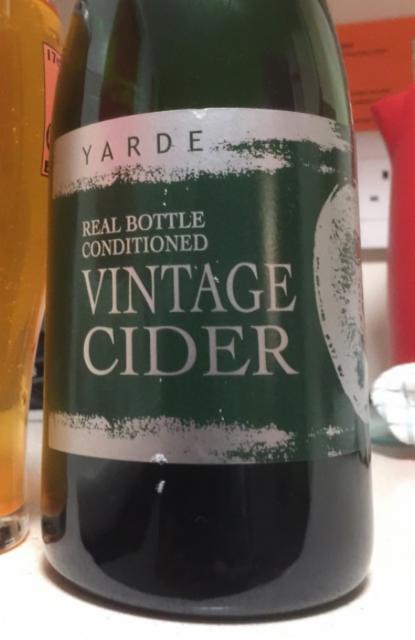 YARDE
REAL BOTTLE
CONDITIONED
VINTAGE
CIDER